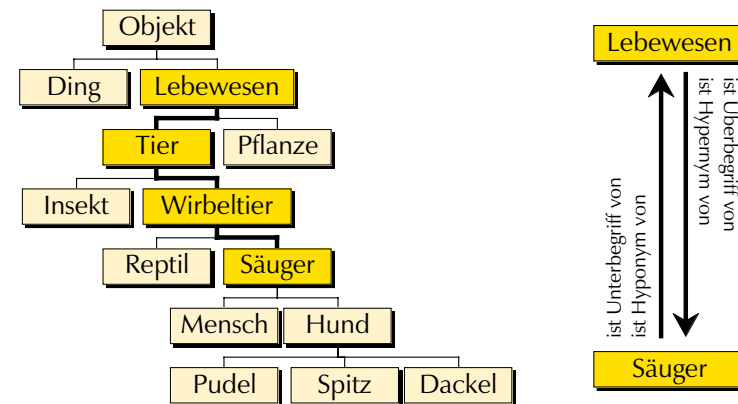 Objekt
Ding
Lebewesen
Tier
Pflanze
Insekt
Wirbeltier
Reptil
Säuger
Mensch
Hund
Pudel
Spitz
Dackel
Lebewesen
ist Unterbegriff von
ist Hyponym von
ist Überbegriff von
ist Hypernym von
Säuger